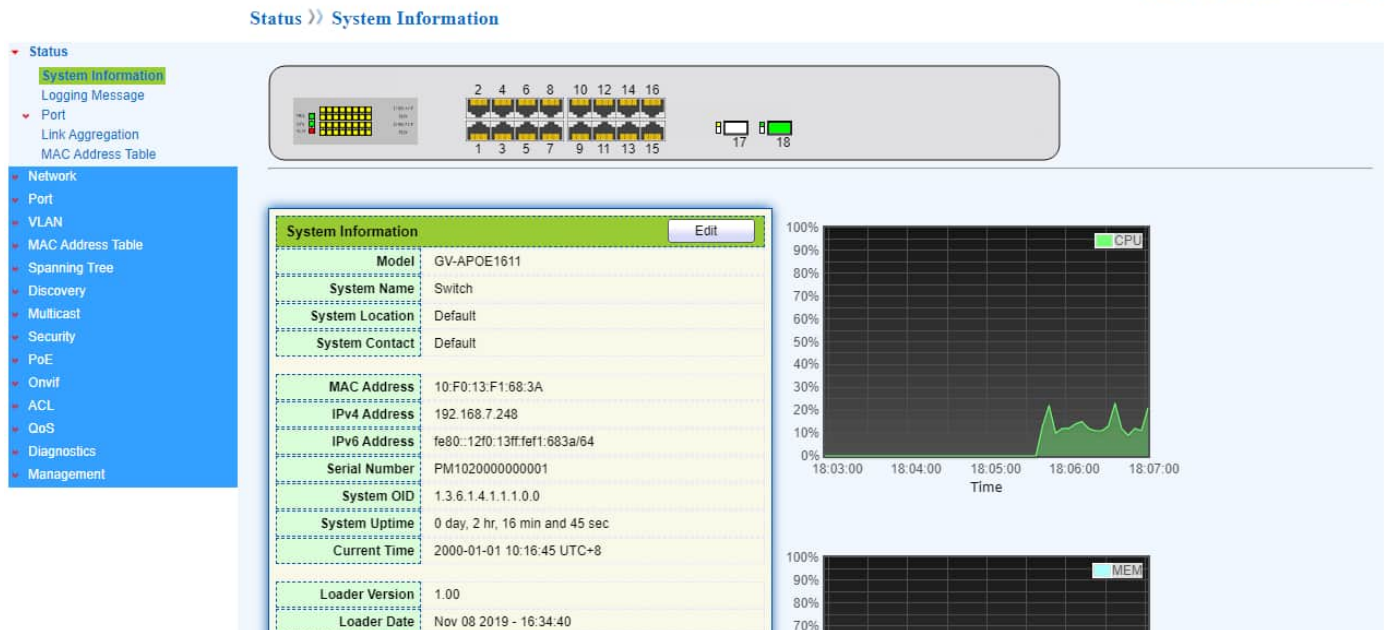 Status 》 System Information
Status
System Information
Logging Message
Port
Link Aggregation
MAC Address Table
Network
Port
VLAN
MAC Address Table
Spanning Tree
Discovery
Multicast
Security
PoE
Onvif
ACL
QoS
Diagnostics
Management
2 4 6 8 10 12 14 16
1 3 5 7 9 11 13 15
17 18
System Information Edit
Model GV-APOE1611
System Name Switch
System Location Default
System Contact Default
MAC Address 10:F0:13:F1:68:3A
IPv4 Address 192.168.7.248
IPv6 Address fe80::12f0:13ff:fef1:683a/64
Serial Number PM1020000000001
System OID 1.3.6.1.4.1.1.1.0.0
System Uptime 0 day, 2 hr, 16 min and 45 sec
Current Time 2000-01-01 10:16:45 UTC+8
Loader Version 1.00
Loader Date Nov 08 2019 - 16:34:40
100%
CPU
90%
80%
70%
60%
50%
40%
30%
20%
10%
0%
18:03:00 18:04:00 18:05:00 18:06:00 18:07:00
Time
100%
MEM
90%
80%
70%